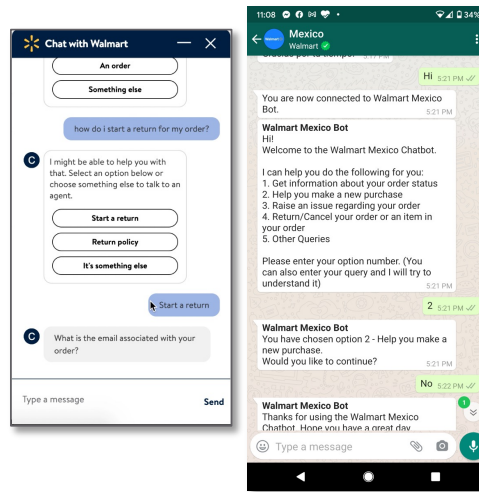 Chat with Walmart
An order
Something else
how do i start a return for my order?
C
I might be able to help you with
that. Select an option below or
choose something else to talk to an
agent.
Start a return
Return policy
It's something else
Start a return
C
What is the email associated with your
order?
Type a message
Send
11:08
34%
Mexico
Walmart
Hi 5:21 PM
You are now connected to Walmart Mexico
Bot.
5:21 PM
Walmart Mexico Bot
Hi!
Welcome to the Walmart Mexico Chatbot.
I can help you do the following for you:
1. Get information about your order status
2. Help you make a new purchase
3. Raise an issue regarding your order
4. Return/Cancel your order or an item in
your order
5. Other Queries
Please enter your option number. (You
can also enter your query and I will try to
understand it)
5:21 PM
2 5:21 PM
Walmart Mexico Bot
You have chosen option 2 - Help you make a
new purchase.
Would you like to continue?
5:21 PM
No 5:22 PM
Walmart Mexico Bot
Thanks for using the Walmart Mexico
Chatbot. Hope you have a great day
1
Type a message